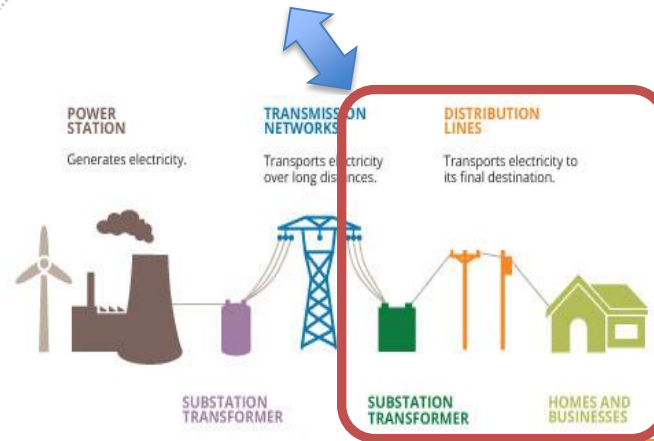 POWER
STATION
Generates electricity.
TRANSMISSION
NETWORKS
Transports electricity
over long distances.
DISTRIBUTION
LINES
Transports electricity to
its final destination.
SUBSTATION
TRANSFORMER
SUBSTATION
TRANSFORMER
HOMES AND
BUSINESSES